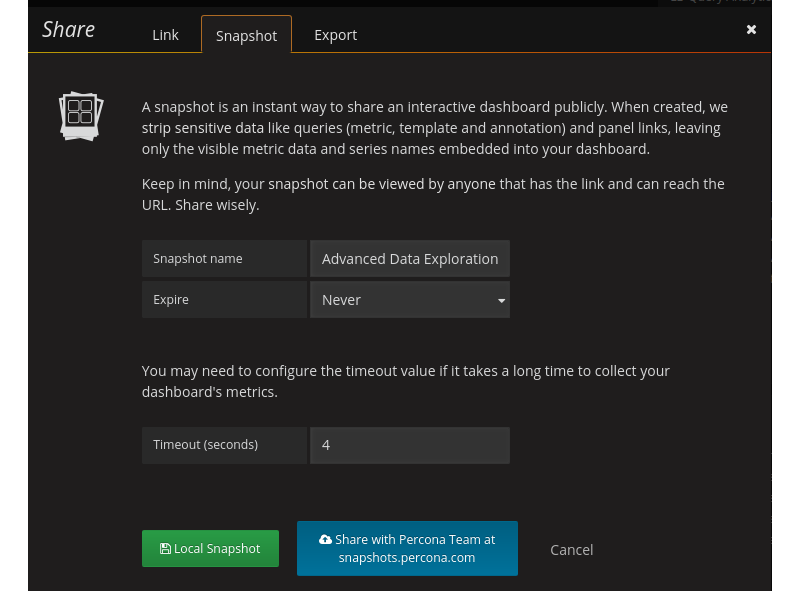 Share
Link
Snapshot
Export
A snapshot is an instant way to share an interactive dashboard publicly. When created, we
strip sensitive data like queries (metric, template and annotation) and panel links, leaving
only the visible metric data and series names embedded into your dashboard.
Keep in mind, your snapshot can be viewed by anyone that has the link and can reach the
URL. Share wisely.
Snapshot name
Advanced Data Exploration
Expire
Never
You may need to configure the timeout value if it takes a long time to collect your
dashboard's metrics.
Timeout (seconds)
4
Local Snapshot
Share with Percona Team at
snapshots.percona.com
Cancel